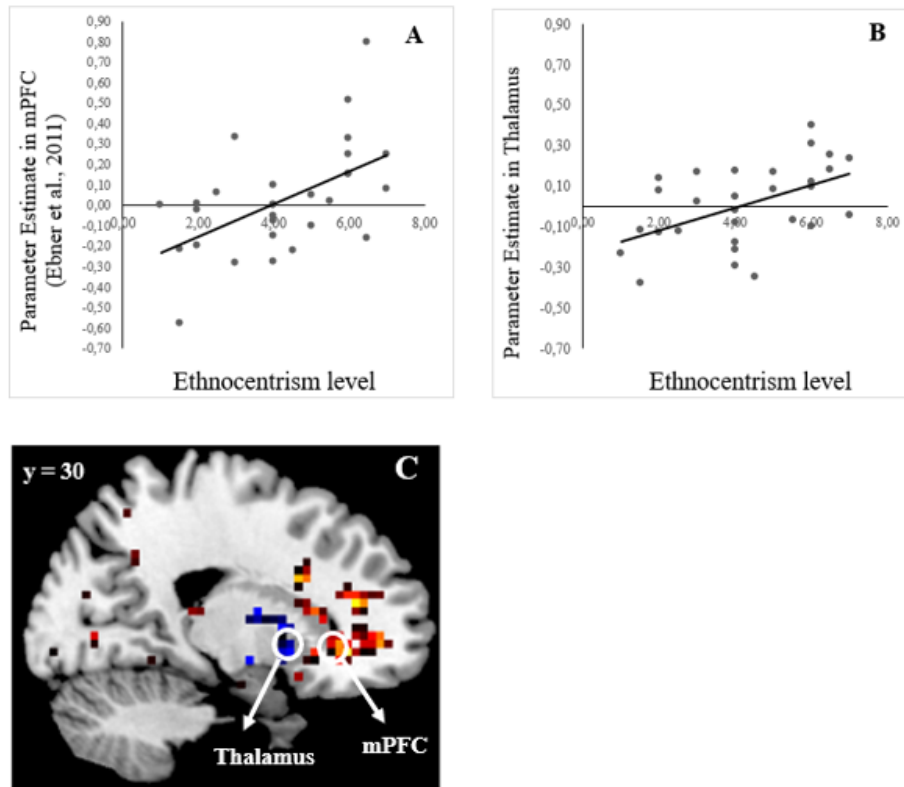 A
0,90
0,80
0,70
0,60
0,50
0,40
0,30
0,20
0,10
0,00
-0,10
-0,20
-0,30
-0,40
-0,50
-0,60
-0,70
0,00 2,00 4,00 6,00 8,00
Parameter Estimate in mPFC
(Ebner et al., 2011)
Ethnocentrism level
B
0,90
0,70
0,50
0,30
0,10
-0,10
-0,30
-0,50
-0,70
0,00 2,00 4,00 6,00 8,00
Parameter Estimate in Thalamus
Ethnocentrism level
y = 30
C
Thalamus
mPFC